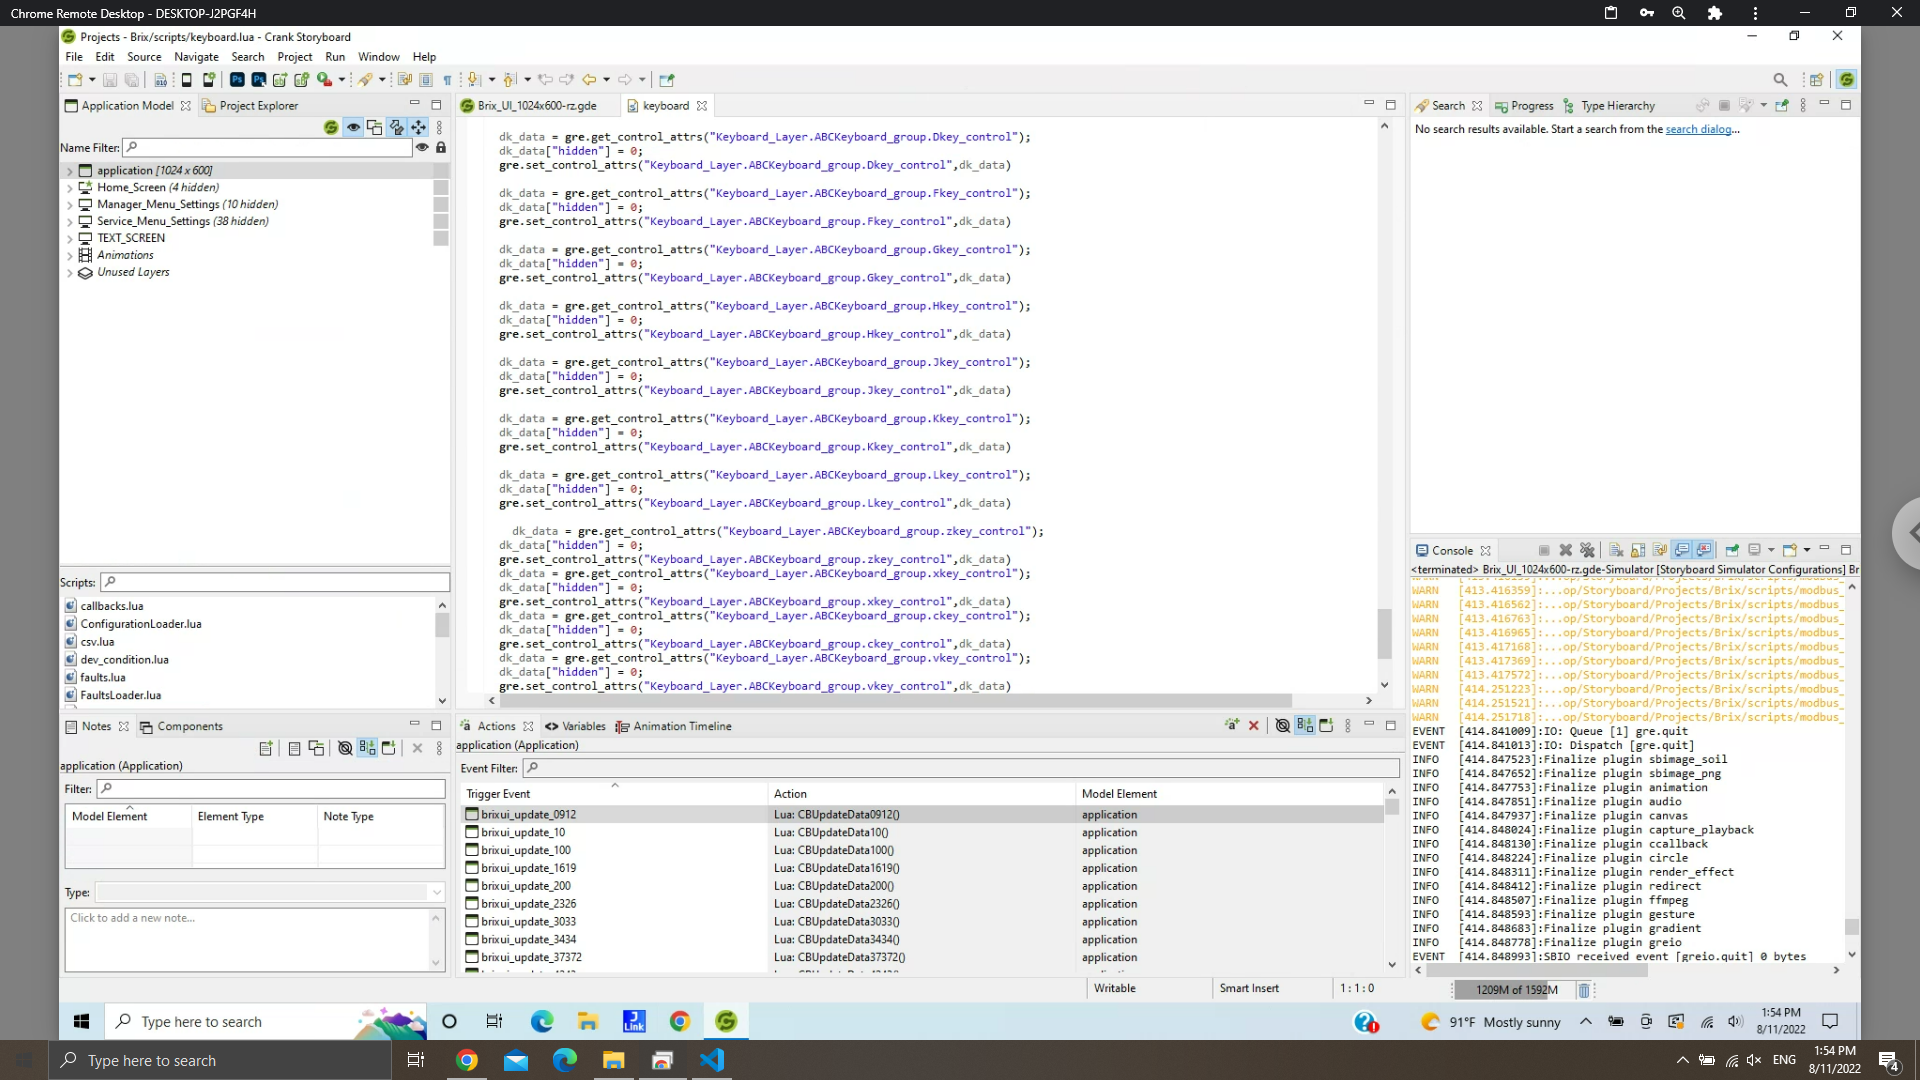 Chrome Remote Desktop - DESKTOP-J2PGF4H
Projects - Brix/scripts/keyboard.lua - Crank Storyboard
File Edit Source Navigate Search Project Run Window Help
Application Model
Project Explorer
Name Filter:
application [1024 x 600]
Home_Screen (4 hidden)
Manager_Menu_Settings (10 hidden)
Service_Menu_Settings (38 hidden)
TEXT_SCREEN
Animations
Unused Layers
Scripts:
callbacks.lua
ConfigurationLoader.lua
csv.lua
dev_condition.lua
faults.lua
FaultsLoader.lua
Notes
Components
application (Application)
Filter:
Model Element Element Type Note Type
Type:
Click to add a new note...
Brix_UI_1024x600-rz.gde
keyboard
dk_data = gre.get_control_attrs("Keyboard_Layer.ABCKeyboard_group.Dkey_control");
dk_data["hidden"] = 0;
gre.set_control_attrs("Keyboard_Layer.ABCKeyboard_group.Dkey_control",dk_data)
dk_data = gre.get_control_attrs("Keyboard_Layer.ABCKeyboard_group.Fkey_control");
dk_data["hidden"] = 0;
gre.set_control_attrs("Keyboard_Layer.ABCKeyboard_group.Fkey_control",dk_data)
dk_data = gre.get_control_attrs("Keyboard_Layer.ABCKeyboard_group.Gkey_control");
dk_data["hidden"] = 0;
gre.set_control_attrs("Keyboard_Layer.ABCKeyboard_group.Gkey_control",dk_data)
dk_data = gre.get_control_attrs("Keyboard_Layer.ABCKeyboard_group.Hkey_control");
dk_data["hidden"] = 0;
gre.set_control_attrs("Keyboard_Layer.ABCKeyboard_group.Hkey_control",dk_data)
dk_data = gre.get_control_attrs("Keyboard_Layer.ABCKeyboard_group.Jkey_control");
dk_data["hidden"] = 0;
gre.set_control_attrs("Keyboard_Layer.ABCKeyboard_group.Jkey_control",dk_data)
dk_data = gre.get_control_attrs("Keyboard_Layer.ABCKeyboard_group.Kkey_control");
dk_data["hidden"] = 0;
gre.set_control_attrs("Keyboard_Layer.ABCKeyboard_group.Kkey_control",dk_data)
dk_data = gre.get_control_attrs("Keyboard_Layer.ABCKeyboard_group.Lkey_control");
dk_data["hidden"] = 0;
gre.set_control_attrs("Keyboard_Layer.ABCKeyboard_group.Lkey_control",dk_data)
dk_data = gre.get_control_attrs("Keyboard_Layer.ABCKeyboard_group.zkey_control");
dk_data["hidden"] = 0;
gre.set_control_attrs("Keyboard_Layer.ABCKeyboard_group.zkey_control",dk_data)
dk_data = gre.get_control_attrs("Keyboard_Layer.ABCKeyboard_group.xkey_control");
dk_data["hidden"] = 0;
gre.set_control_attrs("Keyboard_Layer.ABCKeyboard_group.xkey_control",dk_data)
dk_data = gre.get_control_attrs("Keyboard_Layer.ABCKeyboard_group.ckey_control");
dk_data["hidden"] = 0;
gre.set_control_attrs("Keyboard_Layer.ABCKeyboard_group.ckey_control",dk_data)
dk_data = gre.get_control_attrs("Keyboard_Layer.ABCKeyboard_group.vkey_control");
dk_data["hidden"] = 0;
gre.set_control_attrs("Keyboard_Layer.ABCKeyboard_group.vkey_control",dk_data)
Actions
Variables
Animation Timeline
application (Application)
Event Filter:
Trigger Event Action Model Element
brixui_update_0912 Lua: CBUpdateData0912() application
brixui_update_10 Lua: CBUpdateData10() application
brixui_update_100 Lua: CBUpdateData100() application
brixui_update_1619 Lua: CBUpdateData1619() application
brixui_update_200 Lua: CBUpdateData200() application
brixui_update_2326 Lua: CBUpdateData2326() application
brixui_update_3033 Lua: CBUpdateData3033() application
brixui_update_3434 Lua: CBUpdateData3434() application
brixui_update_37372 Lua: CBUpdateData37372() application
Search
Progress
Type Hierarchy
No search results available. Start a search from the search dialog...
Console
<terminated> Brix_UI_1024x600-rz.gde-Simulator [Storyboard Simulator Configurations] Br
WARN [413.416359]:...op/Storyboard/Projects/Brix/scripts/modbus_
WARN [413.416562]:...op/Storyboard/Projects/Brix/scripts/modbus_
WARN [413.416763]:...op/Storyboard/Projects/Brix/scripts/modbus_
WARN [413.416965]:...op/Storyboard/Projects/Brix/scripts/modbus_
WARN [413.417168]:...op/Storyboard/Projects/Brix/scripts/modbus_
WARN [413.417369]:...op/Storyboard/Projects/Brix/scripts/modbus_
WARN [413.417572]:...op/Storyboard/Projects/Brix/scripts/modbus_
WARN [414.251223]:...op/Storyboard/Projects/Brix/scripts/modbus_
WARN [414.251521]:...op/Storyboard/Projects/Brix/scripts/modbus_
WARN [414.251718]:...op/Storyboard/Projects/Brix/scripts/modbus_
EVENT [414.841009]:IO: Queue [1] gre.quit
EVENT [414.841013]:IO: Dispatch [gre.quit]
INFO [414.847523]:Finalize plugin sbimage_soil
INFO [414.847652]:Finalize plugin sbimage_png
INFO [414.847753]:Finalize plugin animation
INFO [414.847851]:Finalize plugin audio
INFO [414.847937]:Finalize plugin canvas
INFO [414.848024]:Finalize plugin capture_playback
INFO [414.848130]:Finalize plugin ccallback
INFO [414.848224]:Finalize plugin circle
INFO [414.848311]:Finalize plugin render_effect
INFO [414.848412]:Finalize plugin redirect
INFO [414.848507]:Finalize plugin ffmpeg
INFO [414.848593]:Finalize plugin gesture
INFO [414.848683]:Finalize plugin gradient
INFO [414.848778]:Finalize plugin greio
EVENT [414.848993]:SBIO received event [greio.quit] 0 bytes
Writable Smart Insert 1 : 1 : 0 1209M of 1592M
Type here to search
J Link
91°F Mostly sunny
1:54 PM
8/11/2022
Type here to search
ENG
1:54 PM
8/11/2022
4